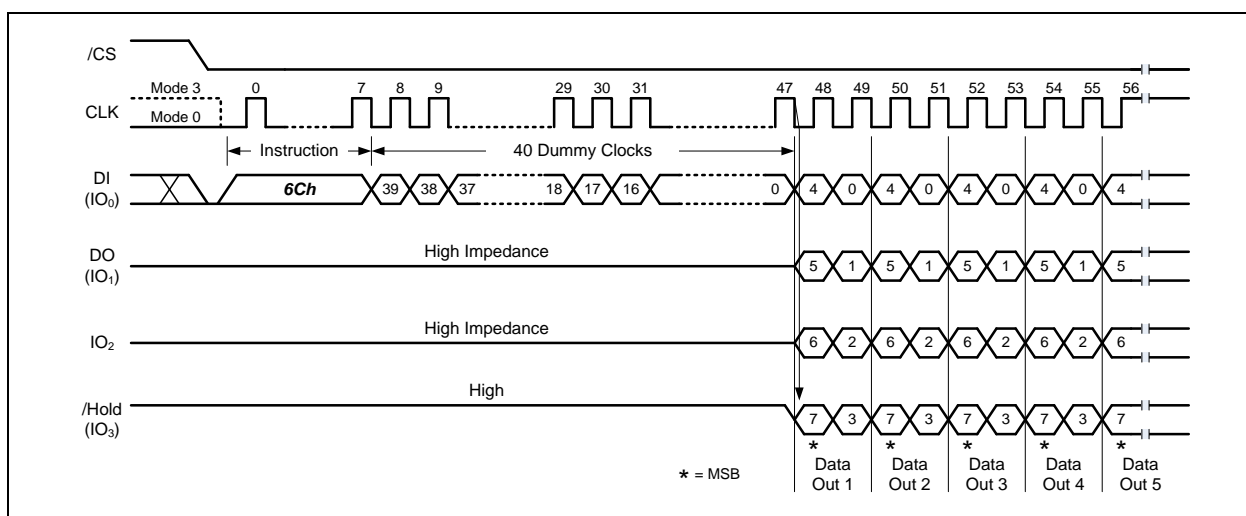 /CS
Mode 3 0 7 8 9 29 30 31 47 48 49 50 51 52 53 54 55 56
CLK
Mode 0
Instruction 40 Dummy Clocks
DI
(IO₀)
6Ch 39 38 37 18 17 16 0 4 0 4 0 4 0 4 0 4
High Impedance
DO
(IO₁)
5 1 5 1 5 1 5 1 5
High Impedance
IO₂ 6 2 6 2 6 2 6 2 6
High
/Hold
(IO₃)
7 3 7 3 7 3 7 3 7
* * * * *
* = MSB
Data Out 1
Data Out 2
Data Out 3
Data Out 4
Data Out 5